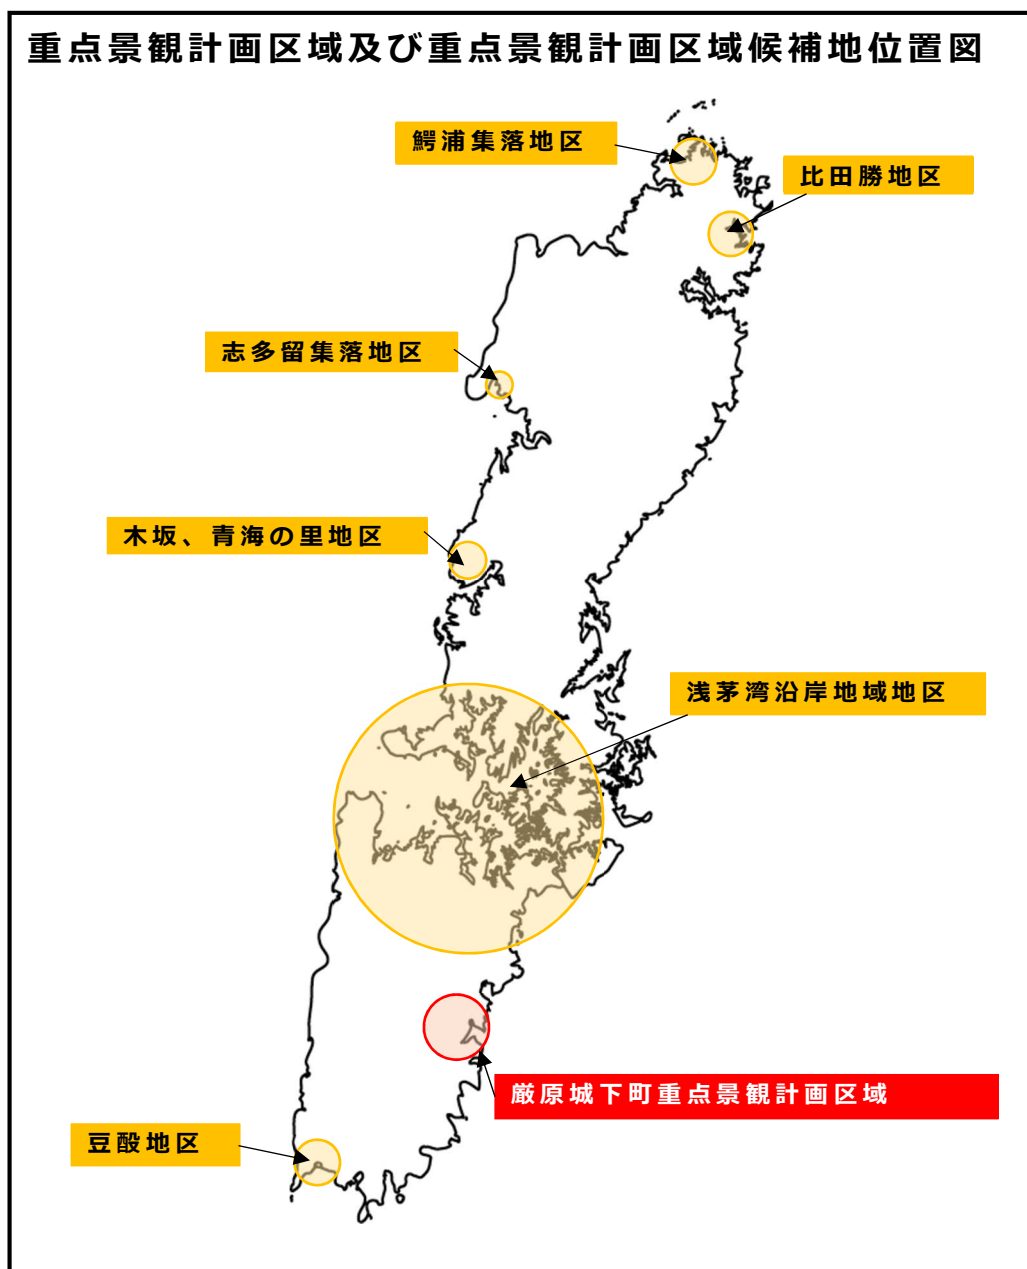 重点景観計画区域及び重点景観計画区域候補地位置図
鰐浦集落地区
比田勝地区
志多留集落地区
木坂、青海の里地区
浅茅湾沿岸地域地区
厳原城下町重点景観計画区域
豆酘地区